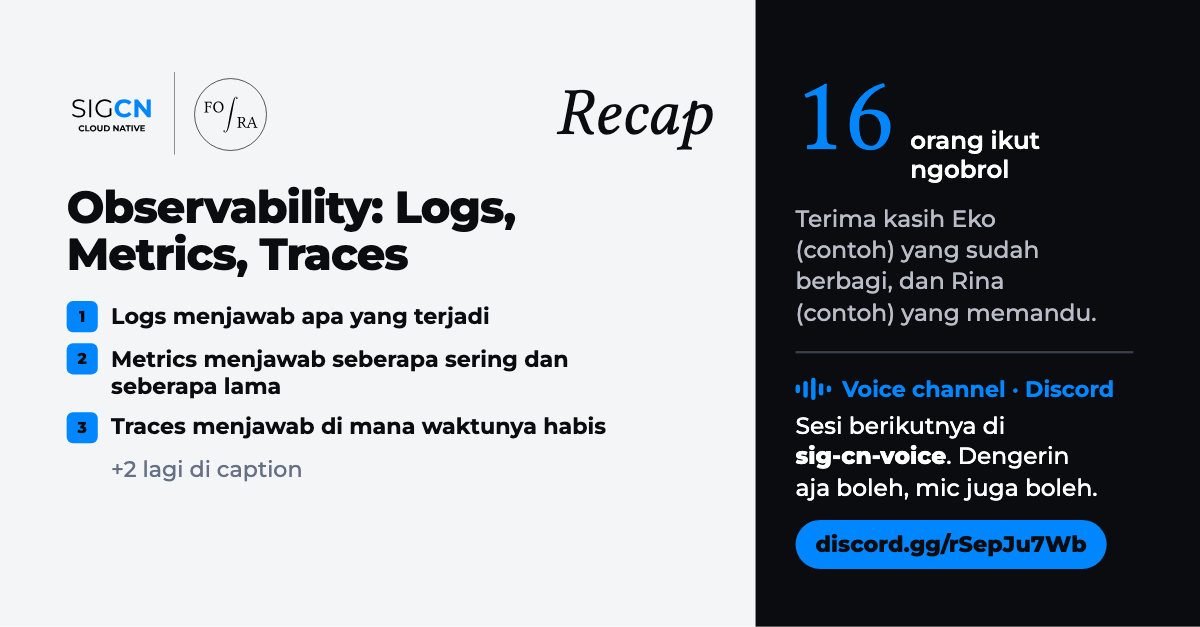 SIGCN
CLOUD NATIVE
FO
RA
Recap
Observability: Logs,
Metrics, Traces
1 Logs menjawab apa yang terjadi
2 Metrics menjawab seberapa sering dan
seberapa lama
3 Traces menjawab di mana waktunya habis
+2 lagi di caption
16 orang ikut
ngobrol
Terima kasih Eko
(contoh) yang sudah
berbagi, dan Rina
(contoh) yang memandu.
Voice channel · Discord
Sesi berikutnya di
sig-cn-voice. Dengerin
aja boleh, mic juga boleh.
discord.gg/rSepJu7Wb